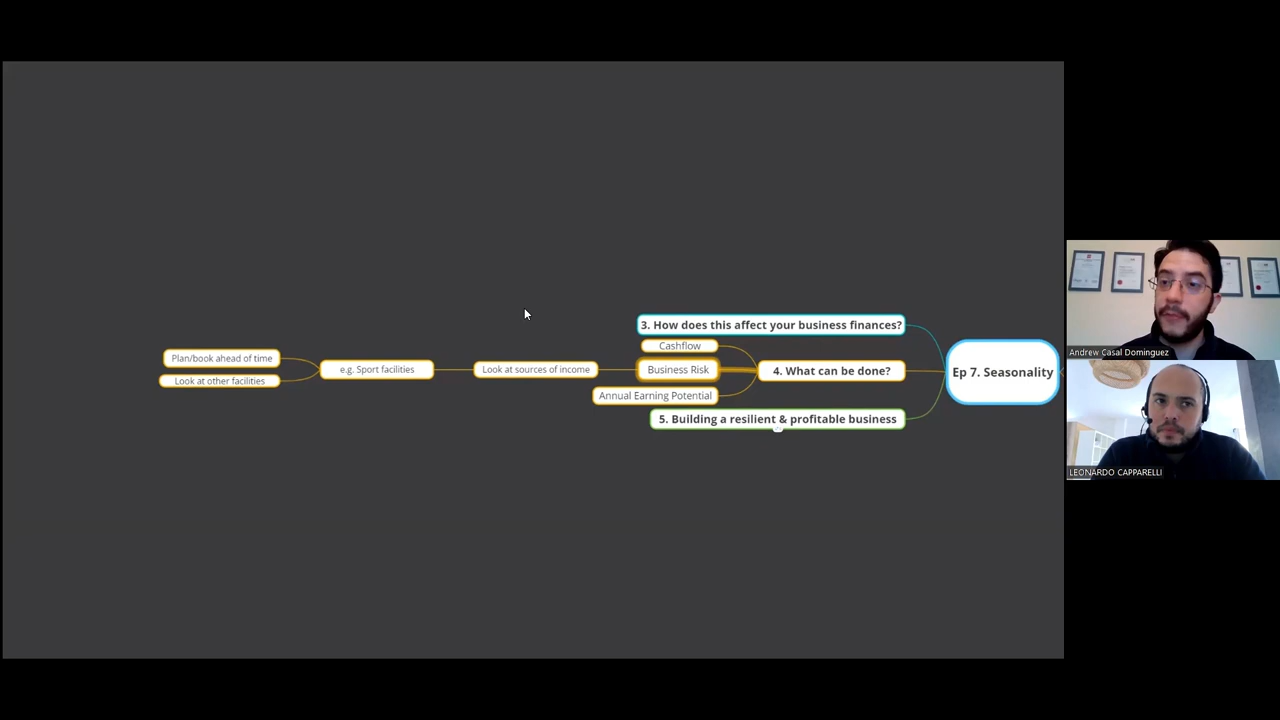 3. How does this affect your business finances?
Cashflow
Plan/book ahead of time
e.g. Sport facilities
Look at sources of income
Business Risk
4. What can be done?
Ep 7. Seasonality
Look at other facilities
Annual Earning Potential
5. Building a resilient & profitable business
Andrew Casal Dominguez
LEONARDO CAPPARELLI